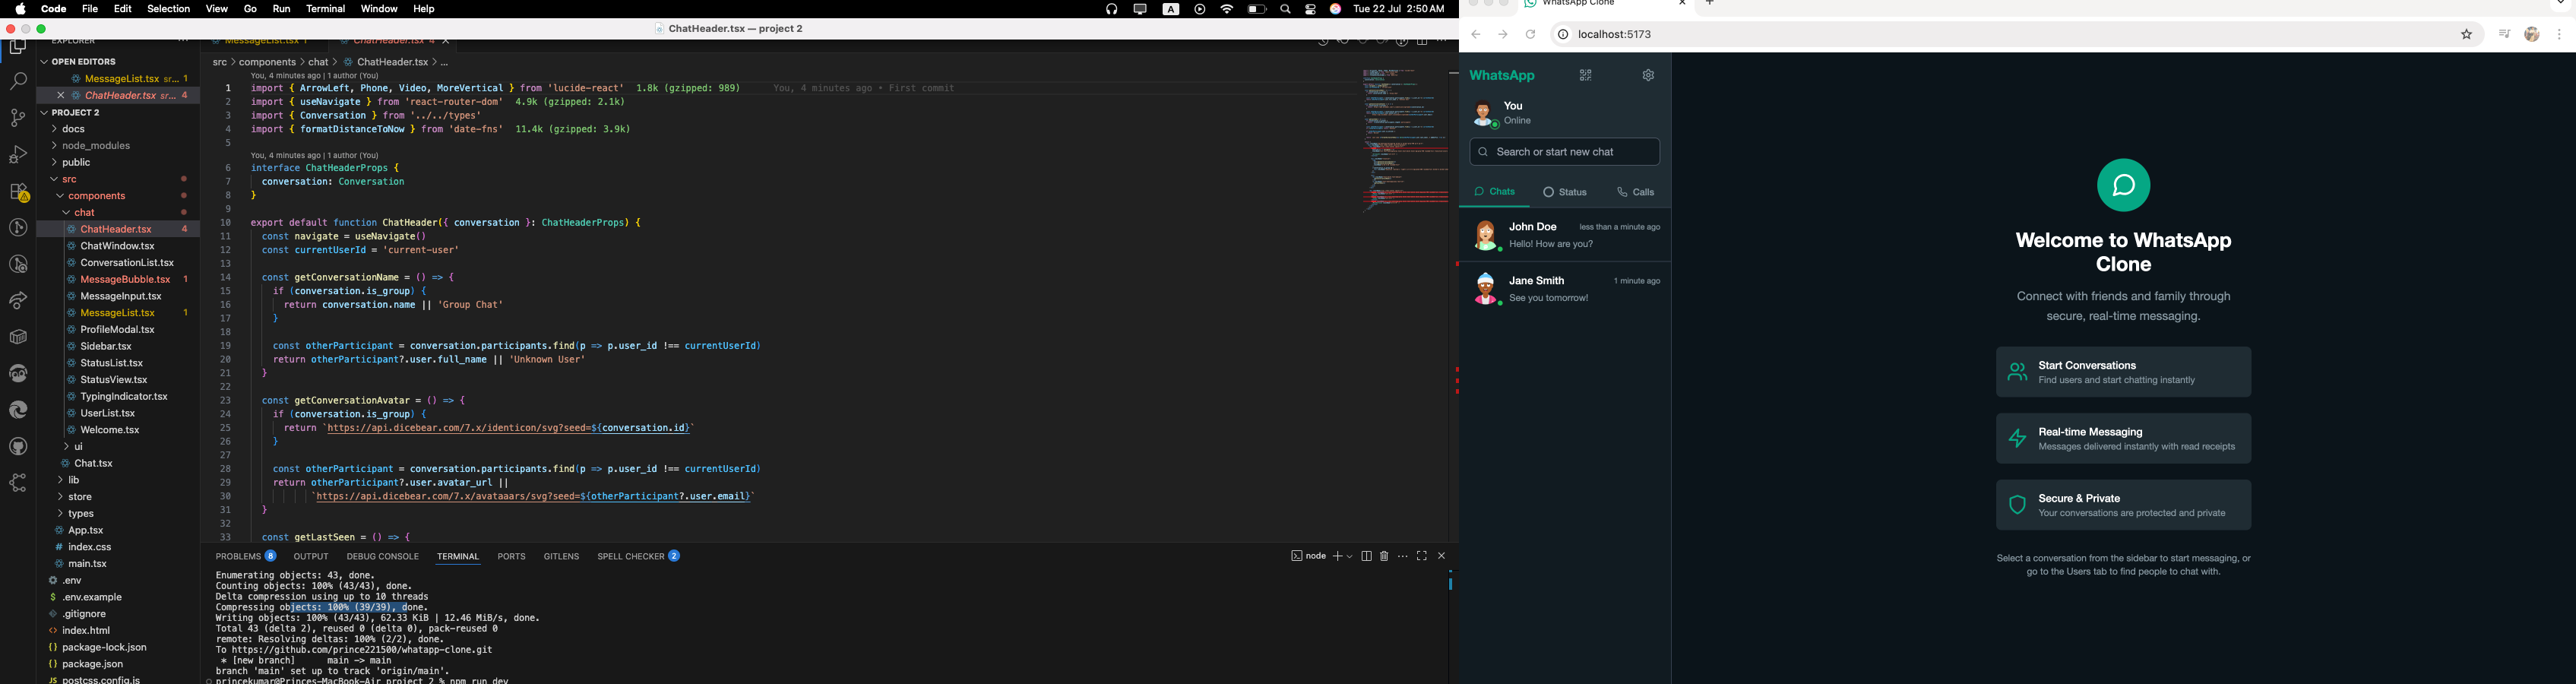 Code File Edit Selection View Go Run Terminal Window Help
A
Tue 22 Jul 2:50 AM
ChatHeader.tsx — project 2
EXPLORER
OPEN EDITORS
MessageList.tsx sr... 1
ChatHeader.tsx sr... 4
PROJECT 2
docs
node_modules
public
src
components
chat
ChatHeader.tsx 4
ChatWindow.tsx
ConversationList.tsx
MessageBubble.tsx 1
MessageInput.tsx
MessageList.tsx 1
ProfileModal.tsx
Sidebar.tsx
StatusList.tsx
StatusView.tsx
TypingIndicator.tsx
UserList.tsx
Welcome.tsx
ui
Chat.tsx
lib
store
types
App.tsx
# index.css
main.tsx
.env
$ .env.example
.gitignore
<> index.html
{} package-lock.json
{} package.json
JS postcss.config.js
MessageList.tsx 1
ChatHeader.tsx 4
src > components > chat > ChatHeader.tsx > ...
You, 4 minutes ago | 1 author (You)
1 import { ArrowLeft, Phone, Video, MoreVertical } from 'lucide-react' 1.8k (gzipped: 989) You, 4 minutes ago • First commit
2 import { useNavigate } from 'react-router-dom' 4.9k (gzipped: 2.1k)
3 import { Conversation } from '../../types'
4 import { formatDistanceToNow } from 'date-fns' 11.4k (gzipped: 3.9k)
5
You, 4 minutes ago | 1 author (You)
6 interface ChatHeaderProps {
7 conversation: Conversation
8 }
9
10 export default function ChatHeader({ conversation }: ChatHeaderProps) {
11 const navigate = useNavigate()
12 const currentUserId = 'current-user'
13
14 const getConversationName = () => {
15 if (conversation.is_group) {
16 return conversation.name || 'Group Chat'
17 }
18
19 const otherParticipant = conversation.participants.find(p => p.user_id !== currentUserId)
20 return otherParticipant?.user.full_name || 'Unknown User'
21 }
22
23 const getConversationAvatar = () => {
24 if (conversation.is_group) {
25 return `https://api.dicebear.com/7.x/identicon/svg?seed=${conversation.id}`
26 }
27
28 const otherParticipant = conversation.participants.find(p => p.user_id !== currentUserId)
29 return otherParticipant?.user.avatar_url ||
30 `https://api.dicebear.com/7.x/avataaars/svg?seed=${otherParticipant?.user.email}`
31 }
32
33 const getLastSeen = () => {
PROBLEMS 8 OUTPUT DEBUG CONSOLE TERMINAL PORTS GITLENS SPELL CHECKER 2
node
Enumerating objects: 43, done.
Counting objects: 100% (43/43), done.
Delta compression using up to 10 threads
Compressing objects: 100% (39/39), done.
Writing objects: 100% (43/43), 62.33 KiB | 12.46 MiB/s, done.
Total 43 (delta 2), reused 0 (delta 0), pack-reused 0
remote: Resolving deltas: 100% (2/2), done.
To https://github.com/prince221500/whatapp-clone.git
* [new branch] main -> main
branch 'main' set up to track 'origin/main'.
princekumar@Princes-MacBook-Air project 2 % npm run dev
WhatsApp Clone
localhost:5173
WhatsApp
You
Online
Search or start new chat
Chats Status Calls
John Doe less than a minute ago
Hello! How are you?
Jane Smith 1 minute ago
See you tomorrow!
Welcome to WhatsApp
Clone
Connect with friends and family through
secure, real-time messaging.
Start Conversations
Find users and start chatting instantly
Real-time Messaging
Messages delivered instantly with read receipts
Secure & Private
Your conversations are protected and private
Select a conversation from the sidebar to start messaging, or
go to the Users tab to find people to chat with.